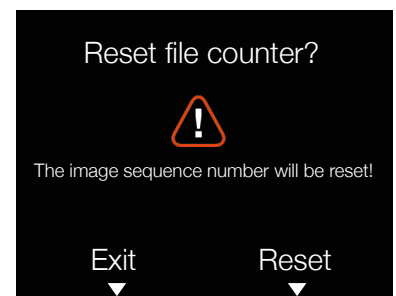 Reset file counter?
!
The image sequence number will be reset!
Exit Reset